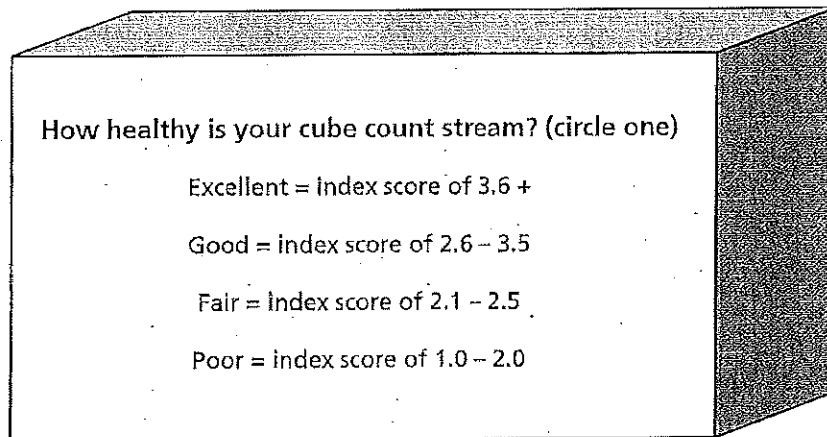 How healthy is your cube count stream? (circle one)
Excellent = index score of 3.6 +
Good = index score of 2.6 – 3.5
Fair = index score of 2.1 – 2.5
Poor = index score of 1.0 – 2.0